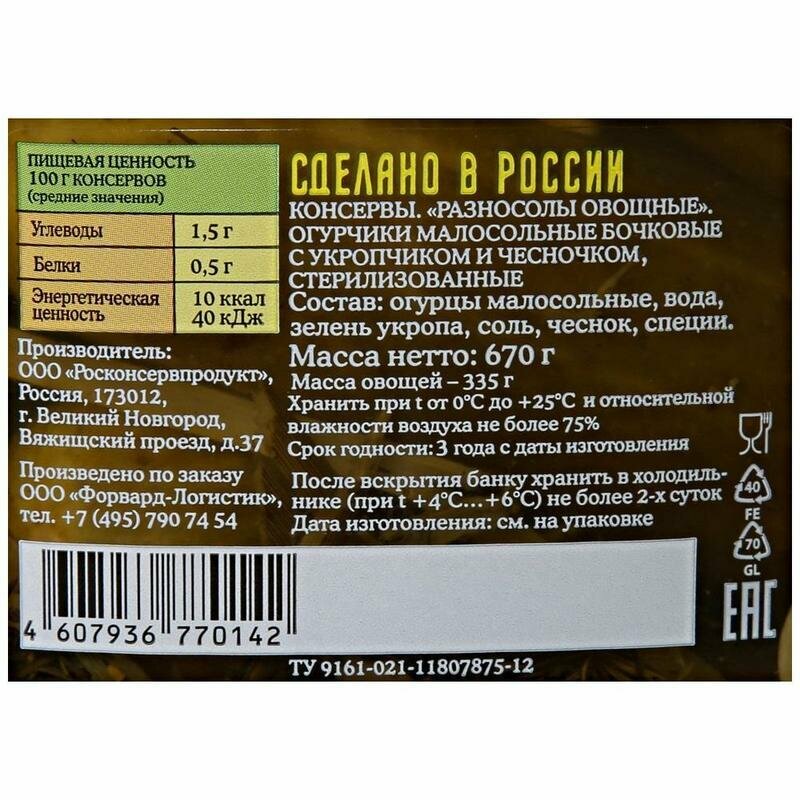 ПИЩЕВАЯ ЦЕННОСТЬ
100 Г КОНСЕРВОВ
(средние значения)
Углеводы 1,5 г
Белки 0,5 г
Энергетическая ценность 10 ккал 40 кДж
Производитель:
ООО «Росконсервпродукт»,
Россия, 173012,
г. Великий Новгород,
Вяжищский проезд, д.37
Произведено по заказу
ООО «Форвард-Логистик»,
тел. +7 (495) 790 74 54
СДЕЛАНО В РОССИИ
КОНСЕРВЫ. «РАЗНОСОЛЫ ОВОЩНЫЕ».
ОГУРЧИКИ МАЛОСОЛЬНЫЕ БОЧКОВЫЕ
С УКРОПЧИКОМ И ЧЕСНОЧКОМ,
СТЕРИЛИЗОВАННЫЕ
Состав: огурцы малосольные, вода,
зелень укропа, соль, чеснок, специи.
Масса нетто: 670 г
Масса овощей – 335 г
Хранить при t от 0°С до +25°С и относительной
влажности воздуха не более 75%
Срок годности: 3 года с даты изготовления
После вскрытия банку хранить в холодиль-
нике (при t +4°С...+6°С) не более 2-х суток
Дата изготовления: см. на упаковке
40
FE
70
GL
EAC
4 607936 770142
ТУ 9161-021-11807875-12